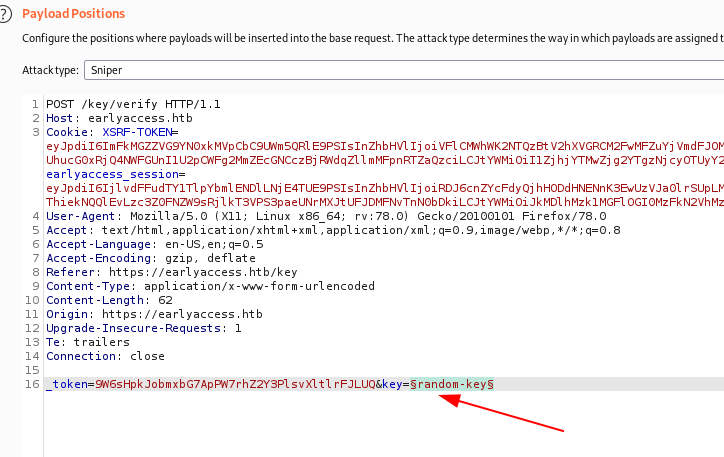 Payload Positions
Configure the positions where payloads will be inserted into the base request. The attack type determines the way in which payloads are assigned t
Attack type: Sniper
1 POST /key/verify HTTP/1.1
2 Host: earlyaccess.htb
3 Cookie: XSRF-TOKEN=
earlyaccess_session=
4 User-Agent: Mozilla/5.0 (X11; Linux x86_64; rv:78.0) Gecko/20100101 Firefox/78.0
5 Accept: text/html,application/xhtml+xml,application/xml;q=0.9,image/webp,*/*;q=0.8
6 Accept-Language: en-US,en;q=0.5
7 Accept-Encoding: gzip, deflate
8 Referer: https://earlyaccess.htb/key
9 Content-Type: application/x-www-form-urlencoded
10 Content-Length: 62
11 Origin: https://earlyaccess.htb
12 Upgrade-Insecure-Requests: 1
13 Te: trailers
14 Connection: close
15
16 _token=9W6sHpkJobmxbG7ApPW7rhZ2Y3PlsvXltlrFJLUQ&key=§random-key§